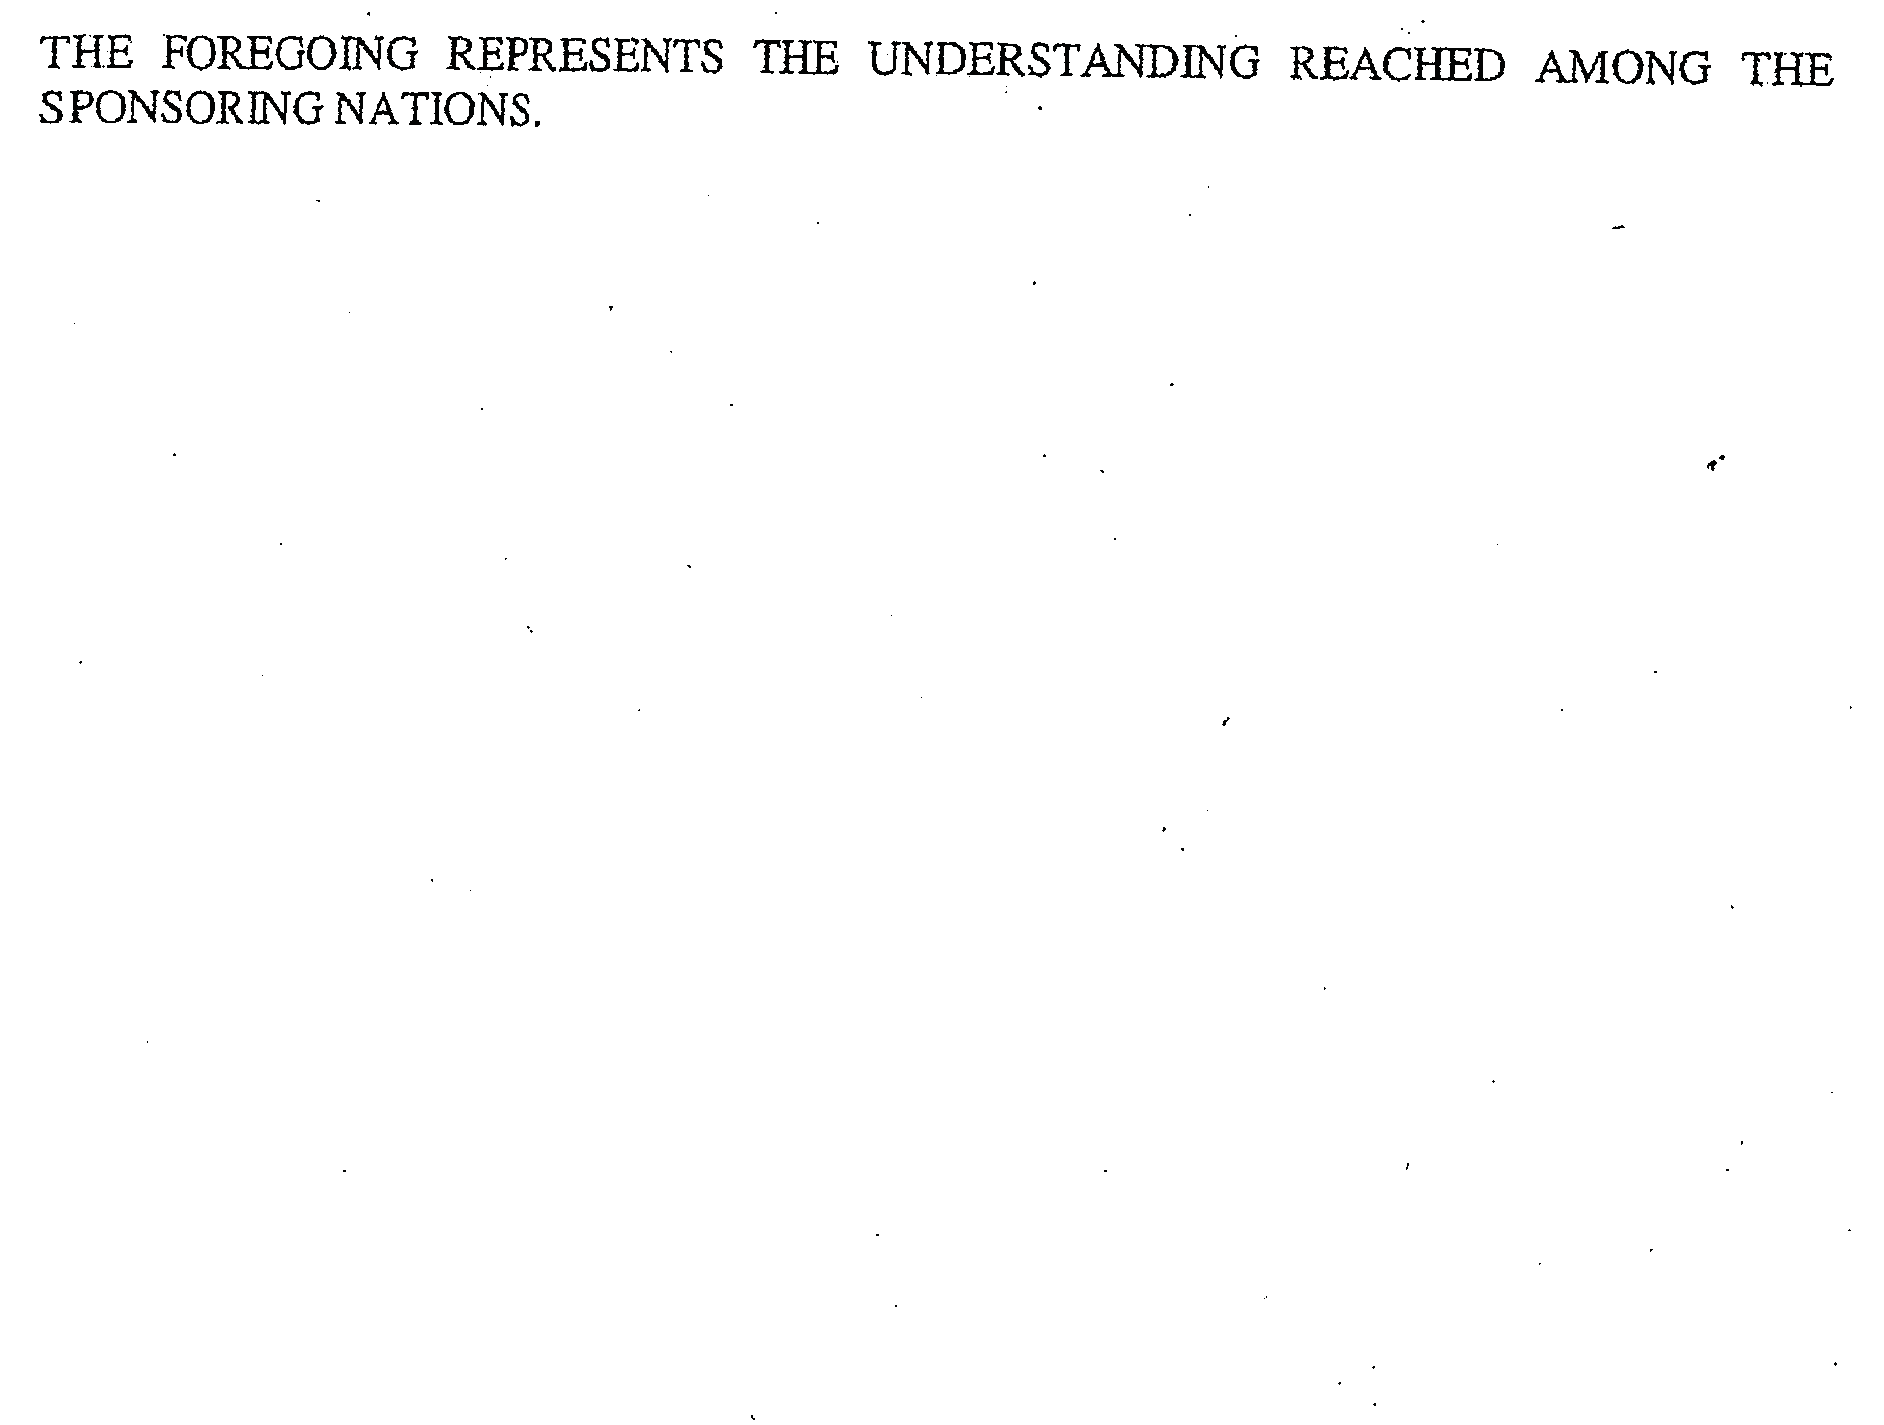 THE FOREGOING REPRESENTS THE UNDERSTANDING REACHED AMONG THE
SPONSORING NATIONS.